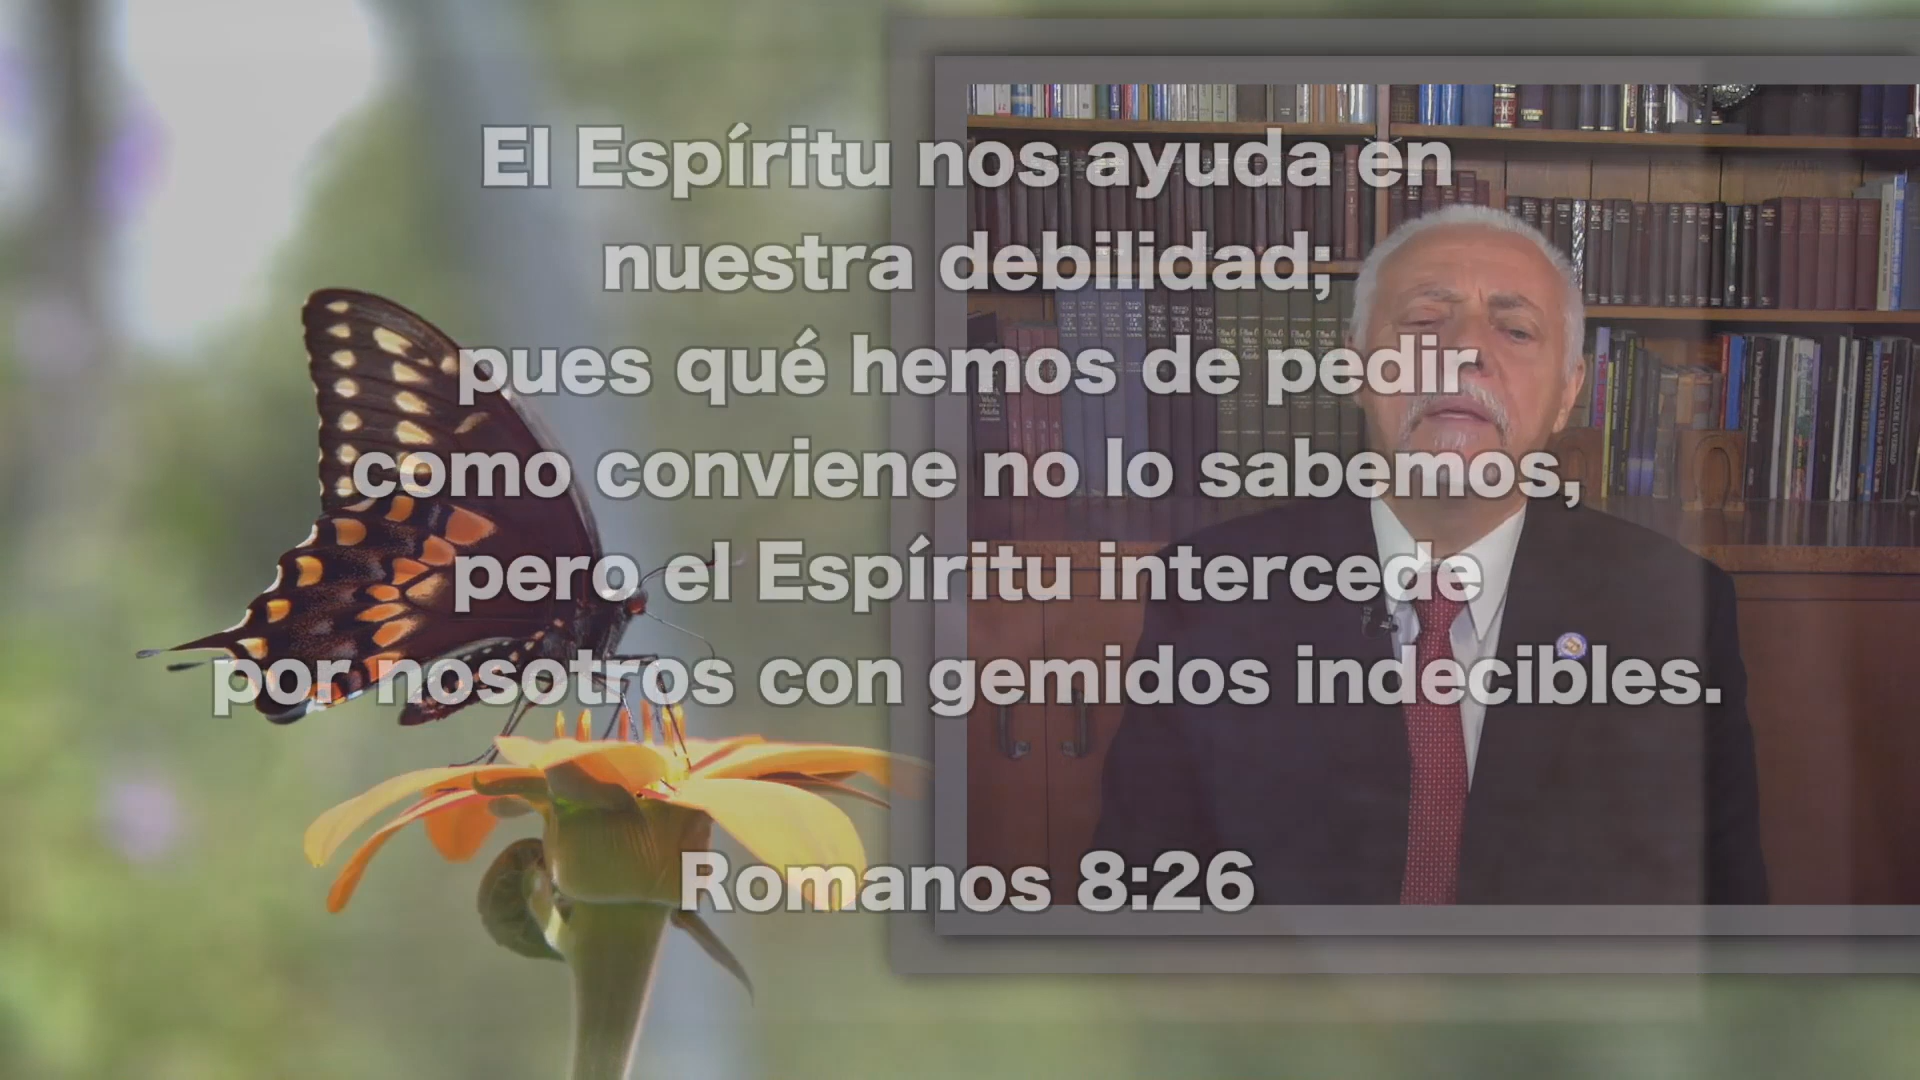 El Espíritu nos ayuda en
nuestra debilidad;
pues qué hemos de pedir
como conviene no lo sabemos,
pero el Espíritu intercede
por nosotros con gemidos indecibles.
Romanos 8:26